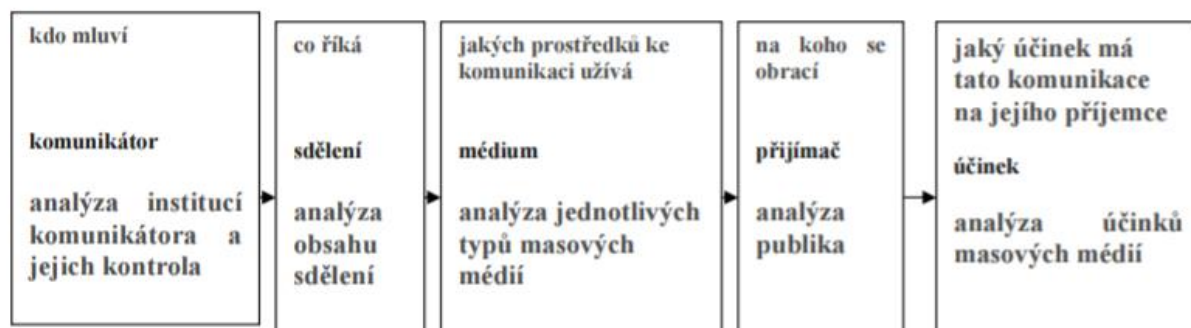 kdo mluví
komunikátor
analýza institucí
komunikátora a
jejich kontrola
co říká
sdělení
analýza
obsahu
sdělení
jakých prostředků ke
komunikaci užívá
médium
analýza jednotlivých
typů masových
médií
na koho se
obrací
přijímač
analýza
publika
jaký účinek má
tato komunikace
na jejího příjemce
účinek
analýza účinků
masových médií